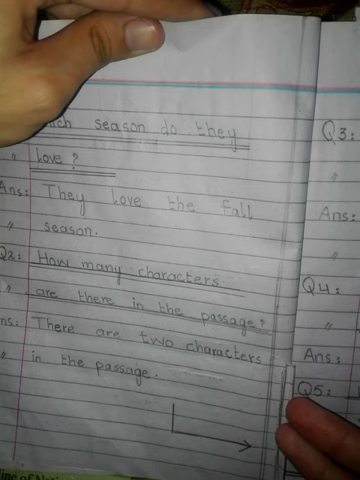 season do they
" love?
Ans: They love the fall
" season.
Q2: How many characters
" are there in the passage?
Ans: There are two characters
" in the passage.
Q3:
"
Ans:
"
Q4:
"
Ans:
Q5: